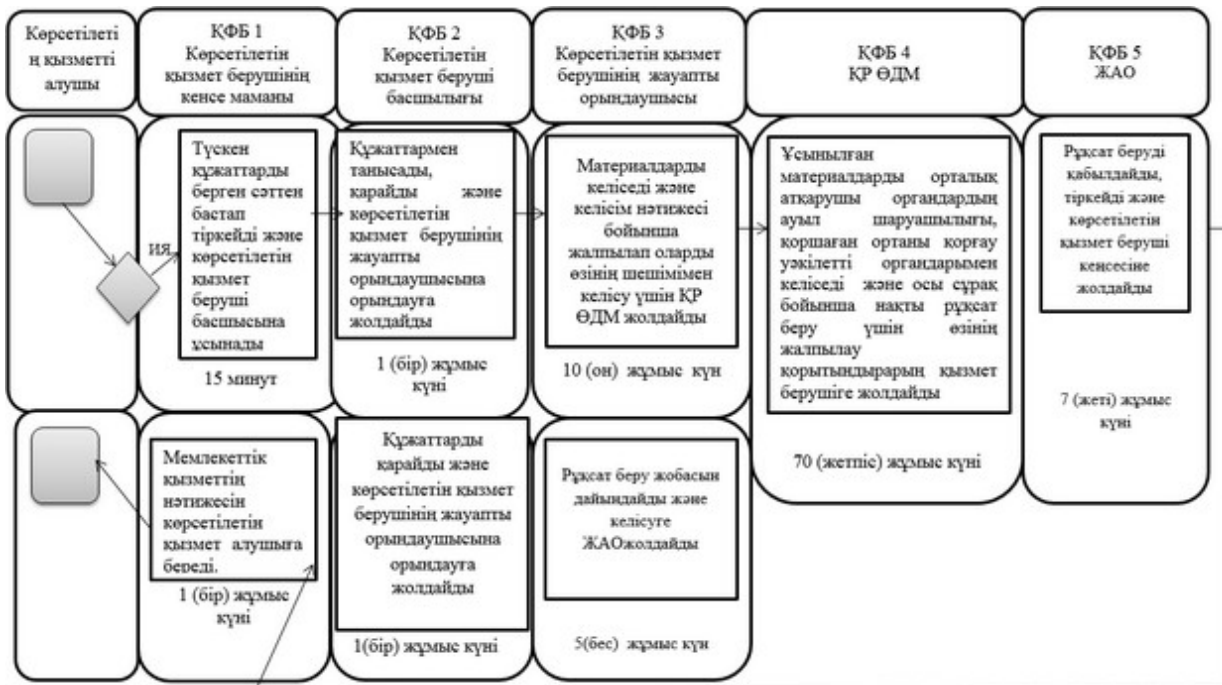 Көрсетілеті
ң қызметті
алушы
ҚФБ 1
Көрсетілетін
қызмет берушінің
кенсе маманы
ҚФБ 2
Көрсетілетін
қызмет беруші
басшылығы
ҚФБ 3
Көрсетілетін қызмет
берушінің жауапты
орындаушысы
ҚФБ 4
ҚР ӨДМ
ҚФБ 5
ЖАО
ИЯ
Түскен
құжаттарды
берген сәттен
бастап
тіркейді және
көрсетілетін
қызмет
беруші
басшысына
ұсынады
15 минут
Құжаттармен
танысады,
қарайды және
көрсетілетін
қызмет берушінің
жауапты
орындаушысына
орындауға
жолдайды
1 (бір) жұмыс
күні
Материалдарды
келіседі және
келісім нәтижесі
бойынша
жалпылап оларды
өзінің шешімімен
келісу үшін ҚР
ӨДМ жолдайды
10 (он) жұмыс күн
Ұсынылған
материалдарды орталық
атқарушы органдардың
ауыл шаруашылығы,
қоршаған ортаны қорғау
уәкілетті органдарымен
келіседі және осы сұрақ
бойынша нақты рұқсат
беру үшін өзінің
жалпылау
қорытындырарың қызмет
берушіге жолдайды
70 (жетпіс) жұмыс күні
Рұқсат беруді
қабылдайды,
тіркейді және
көрсетілетін
қызмет беруші
кеңсесіне
жолдайды
7 (жеті) жұмыс
күні
Мемлекеттік
қызметтің
нәтижесін
көрсетілетін
қызмет алушыға
береді.
1 (бір) жұмыс
күні
Құжаттарды
қарайды және
көрсетілетін қызмет
берушінің жауапты
орындаушысына
орындауға
жолдайды
1(бір) жұмыс күні
Рұқсат беру жобасын
дайындайды және
келісуге
ЖАОжолдайды
5(бес) жұмыс күн